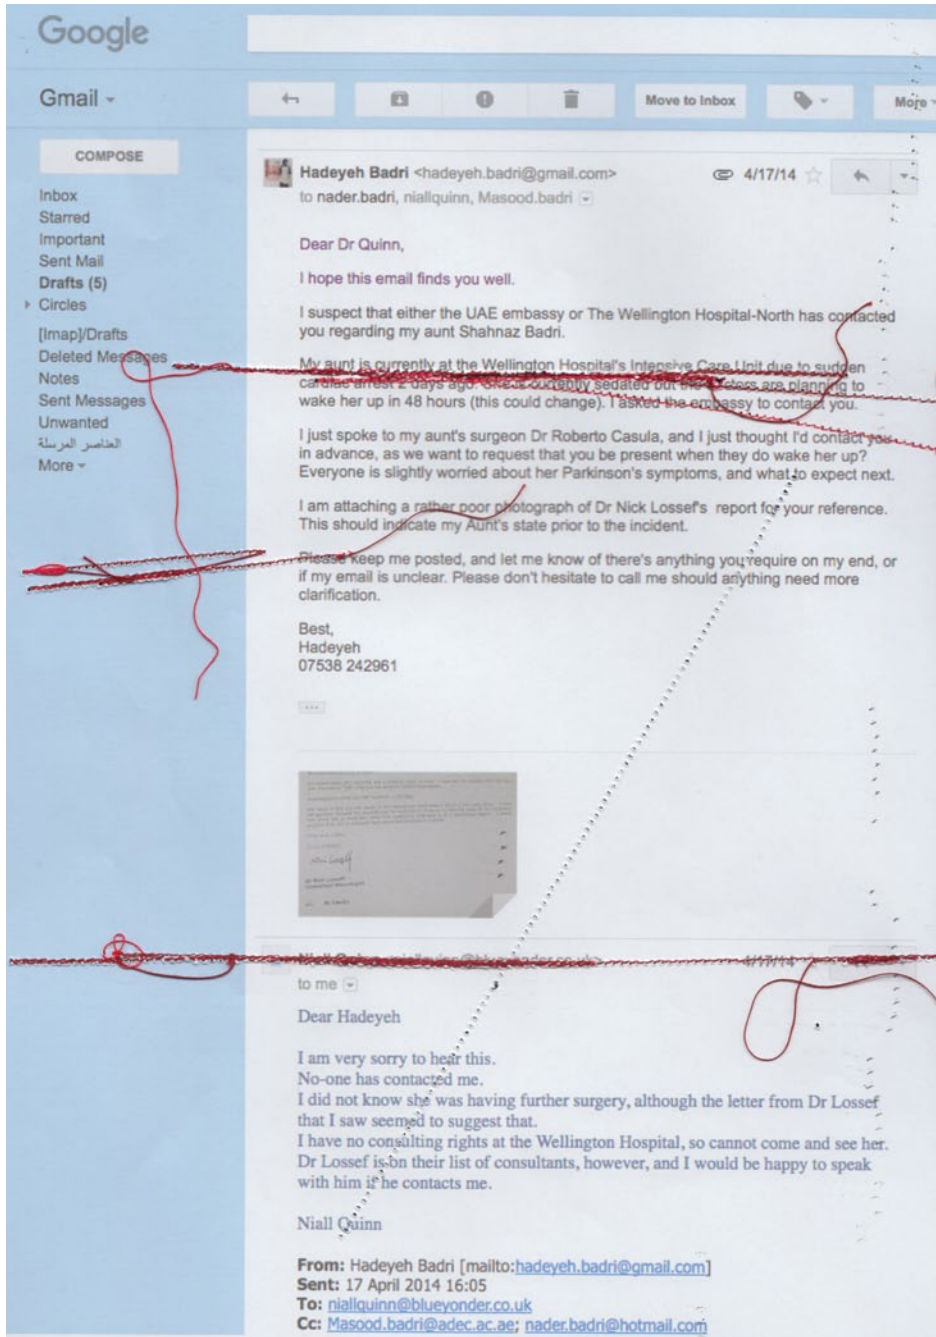 Google
Gmail
Move to Inbox
More
COMPOSE
Inbox
Starred
Important
Sent Mail
Drafts (5)
Circles
[Imap]/Drafts
Deleted Messages
Notes
Sent Messages
Unwanted
العناصر المرسلة
More
Hadeyeh Badri <hadeyeh.badri@gmail.com>
4/17/14
to nader.badri, niallquinn, Masood.badri
Dear Dr Quinn,
I hope this email finds you well.
I suspect that either the UAE embassy or The Wellington Hospital-North has contacted
you regarding my aunt Shahnaz Badri.
My aunt is currently at the Wellington Hospital's Intensive Care Unit due to sudden
cardiac arrest 2 days ago. She is currently sedated but the doctors are planning to
wake her up in 48 hours (this could change). I asked the embassy to contact you.
I just spoke to my aunt's surgeon Dr Roberto Casula, and I just thought I'd contact you
in advance, as we want to request that you be present when they do wake her up?
Everyone is slightly worried about her Parkinson's symptoms, and what to expect next.
I am attaching a rather poor photograph of Dr Nick Lossef's report for your reference.
This should indicate my Aunt's state prior to the incident.
Please keep me posted, and let me know of there's anything you require on my end, or
if my email is unclear. Please don't hesitate to call me should anything need more
clarification.
Best,
Hadeyeh
07538 242961
4/17/14
to me
Dear Hadeyeh
I am very sorry to hear this.
No-one has contacted me.
I did not know she was having further surgery, although the letter from Dr Lossef
that I saw seemed to suggest that.
I have no consulting rights at the Wellington Hospital, so cannot come and see her.
Dr Lossef is on their list of consultants, however, and I would be happy to speak
with him if he contacts me.
Niall Quinn
From: Hadeyeh Badri [mailto:hadeyeh.badri@gmail.com]
Sent: 17 April 2014 16:05
To: niallquinn@blueyonder.co.uk
Cc: Masood.badri@adec.ac.ae; nader.badri@hotmail.com